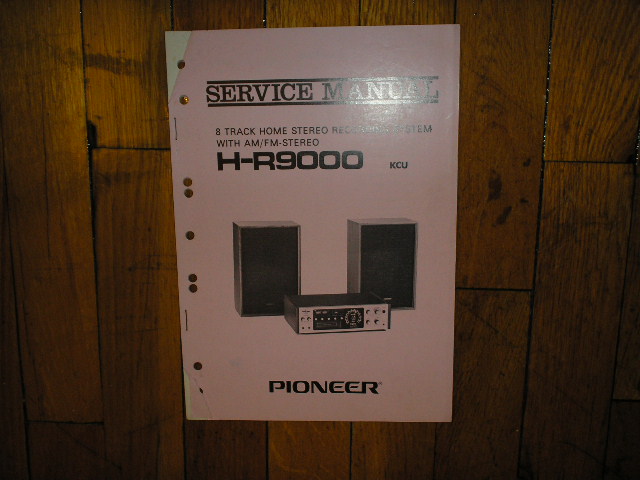 SERVICE MANUAL
8 TRACK HOME STEREO RECORDING SYSTEM
WITH AM/FM-STEREO
H-R9000 KCU
PIONEER®